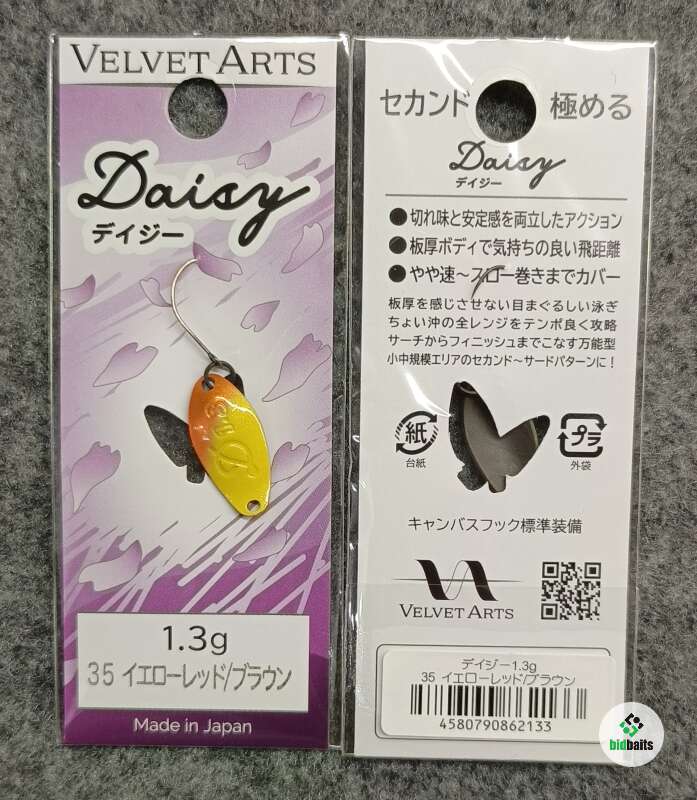 VELVET ARTS
Daisy
デイジー
1.3g
35 イエローレッド/ブラウン
Made in Japan
セカンド 極める
Daisy
デイジー
●切れ味と安定感を両立したアクション
●板厚ボディで気持ちの良い飛距離
●やや速～スロー巻きまでカバー
板厚を感じさせない目まぐるしい泳ぎ
ちょい沖の全レンジをテンポ良く攻略
サーチからフィニッシュまでこなす万能型
小中規模エリアのセカンド～サードパターンに！
紙
台紙
プラ
外袋
キャンバスフック標準装備
VELVET ARTS
デイジー1.3g
35 イエローレッド/ブラウン
4580790862133
bidbaits